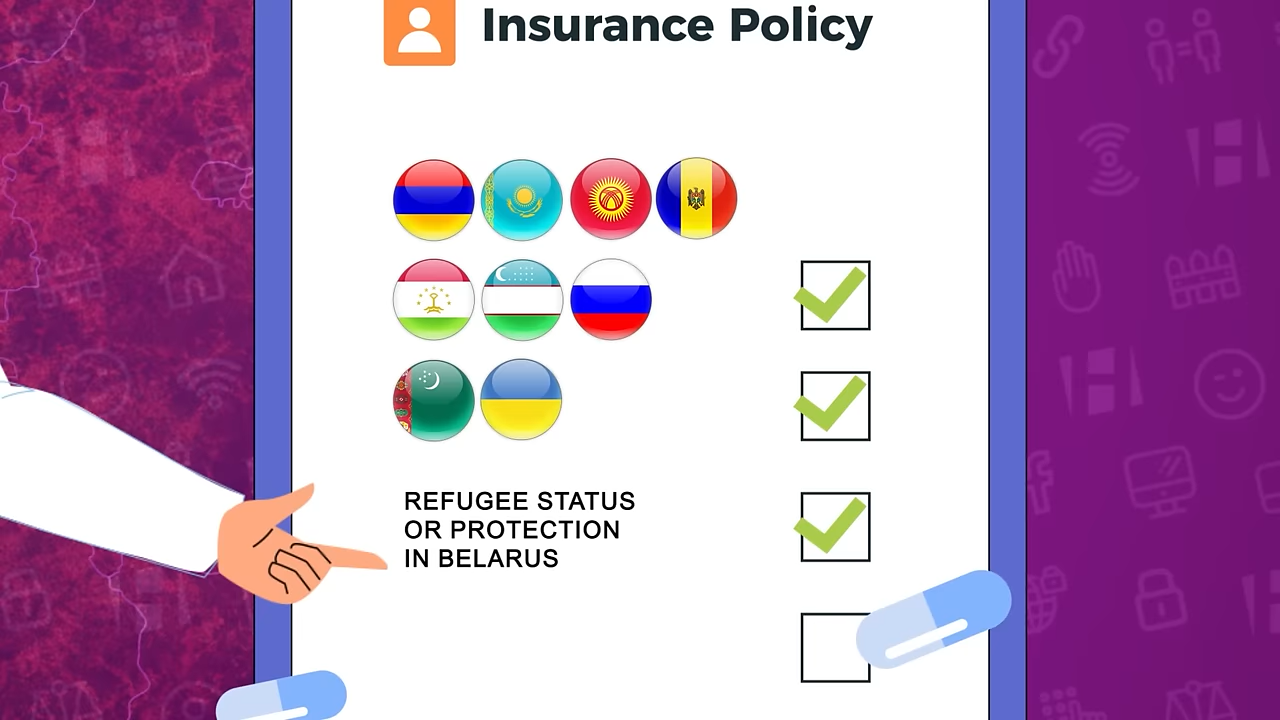 Insurance Policy
REFUGEE STATUS
OR PROTECTION
IN BELARUS